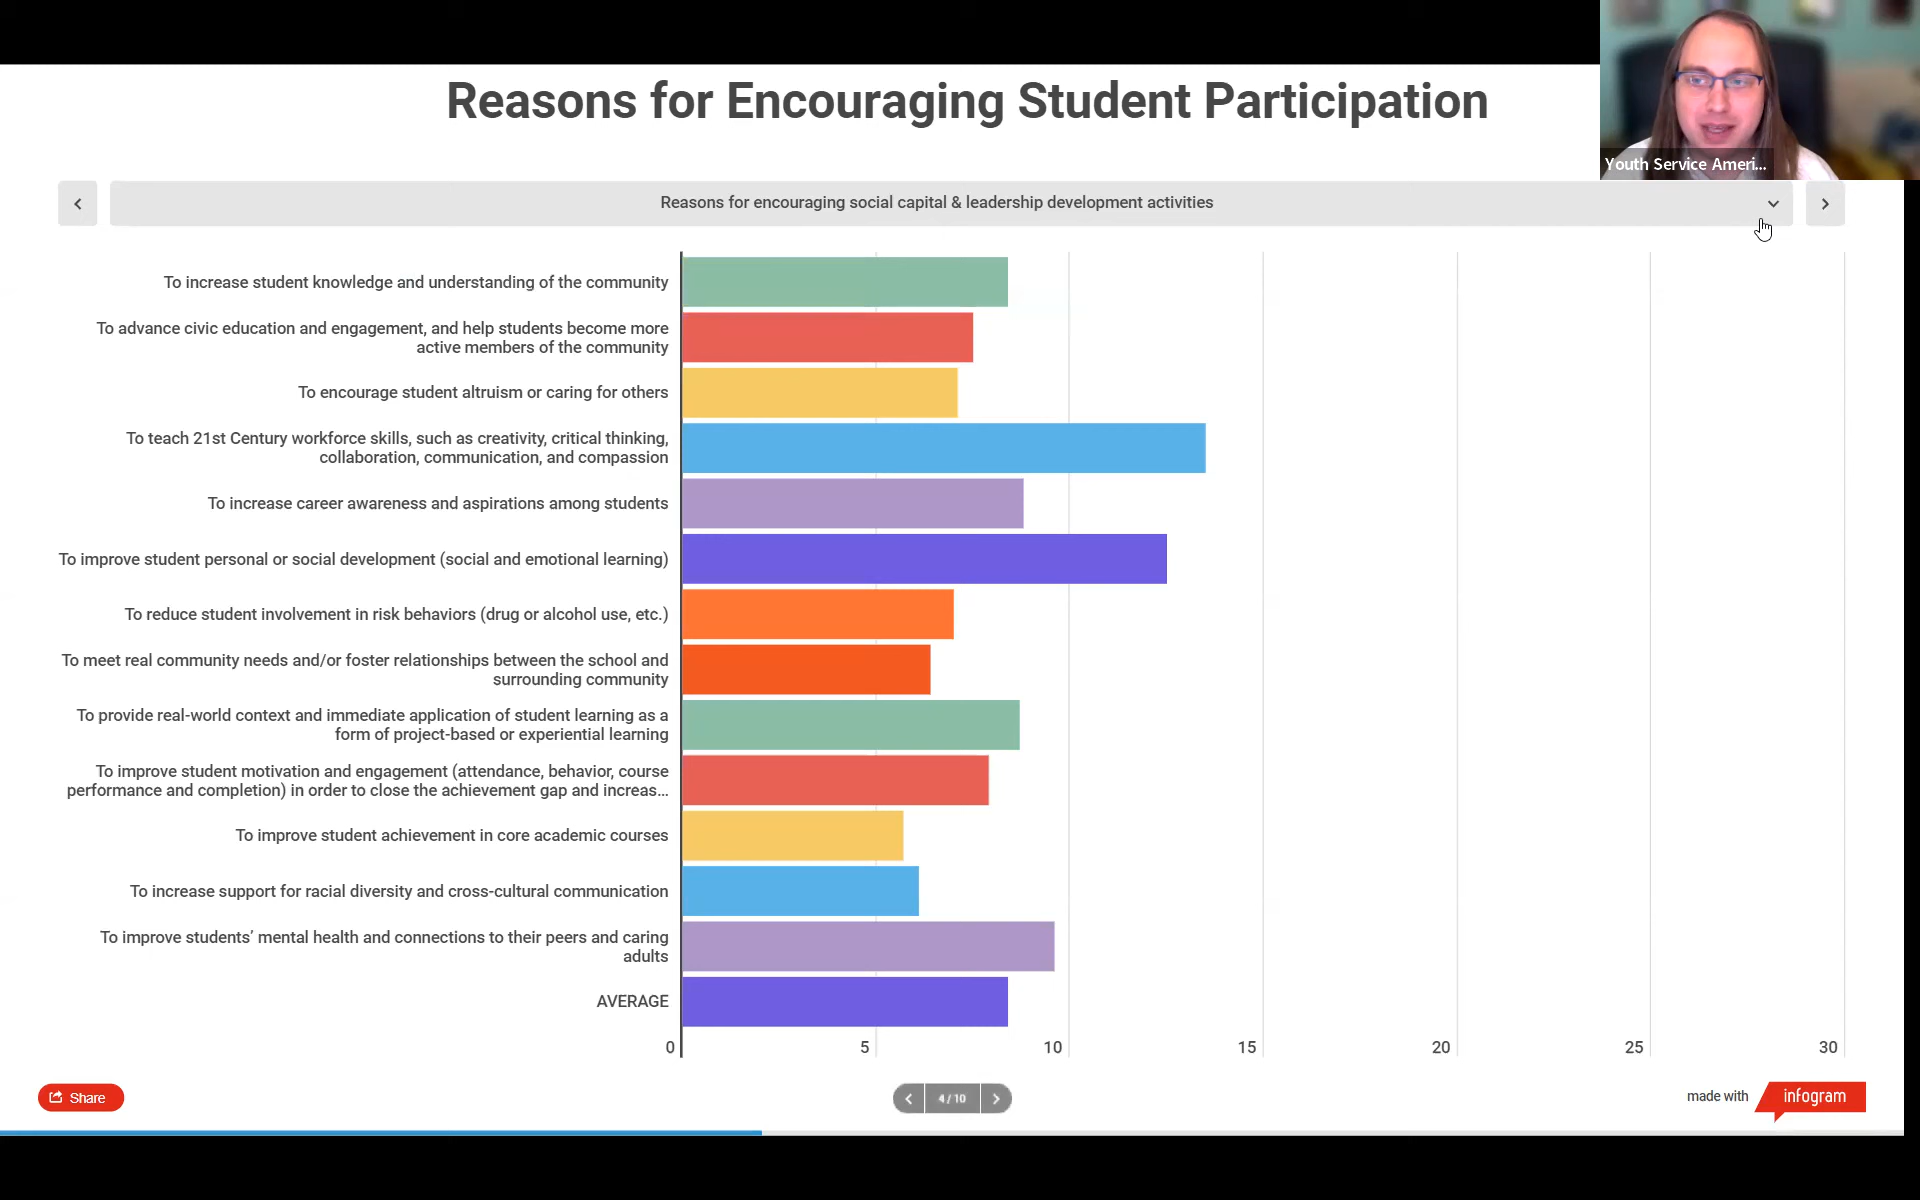 Reasons for Encouraging Student Participation
Youth Service Ameri...
Reasons for encouraging social capital & leadership development activities
To increase student knowledge and understanding of the community
To advance civic education and engagement, and help students become more
active members of the community
To encourage student altruism or caring for others
To teach 21st Century workforce skills, such as creativity, critical thinking,
collaboration, communication, and compassion
To increase career awareness and aspirations among students
To improve student personal or social development (social and emotional learning)
To reduce student involvement in risk behaviors (drug or alcohol use, etc.)
To meet real community needs and/or foster relationships between the school and
surrounding community
To provide real-world context and immediate application of student learning as a
form of project-based or experiential learning
To improve student motivation and engagement (attendance, behavior, course
performance and completion) in order to close the achievement gap and increas...
To improve student achievement in core academic courses
To increase support for racial diversity and cross-cultural communication
To improve students' mental health and connections to their peers and caring
adults
AVERAGE
0 5 10 15 20 25 30
Share
4 / 10
made with infogram